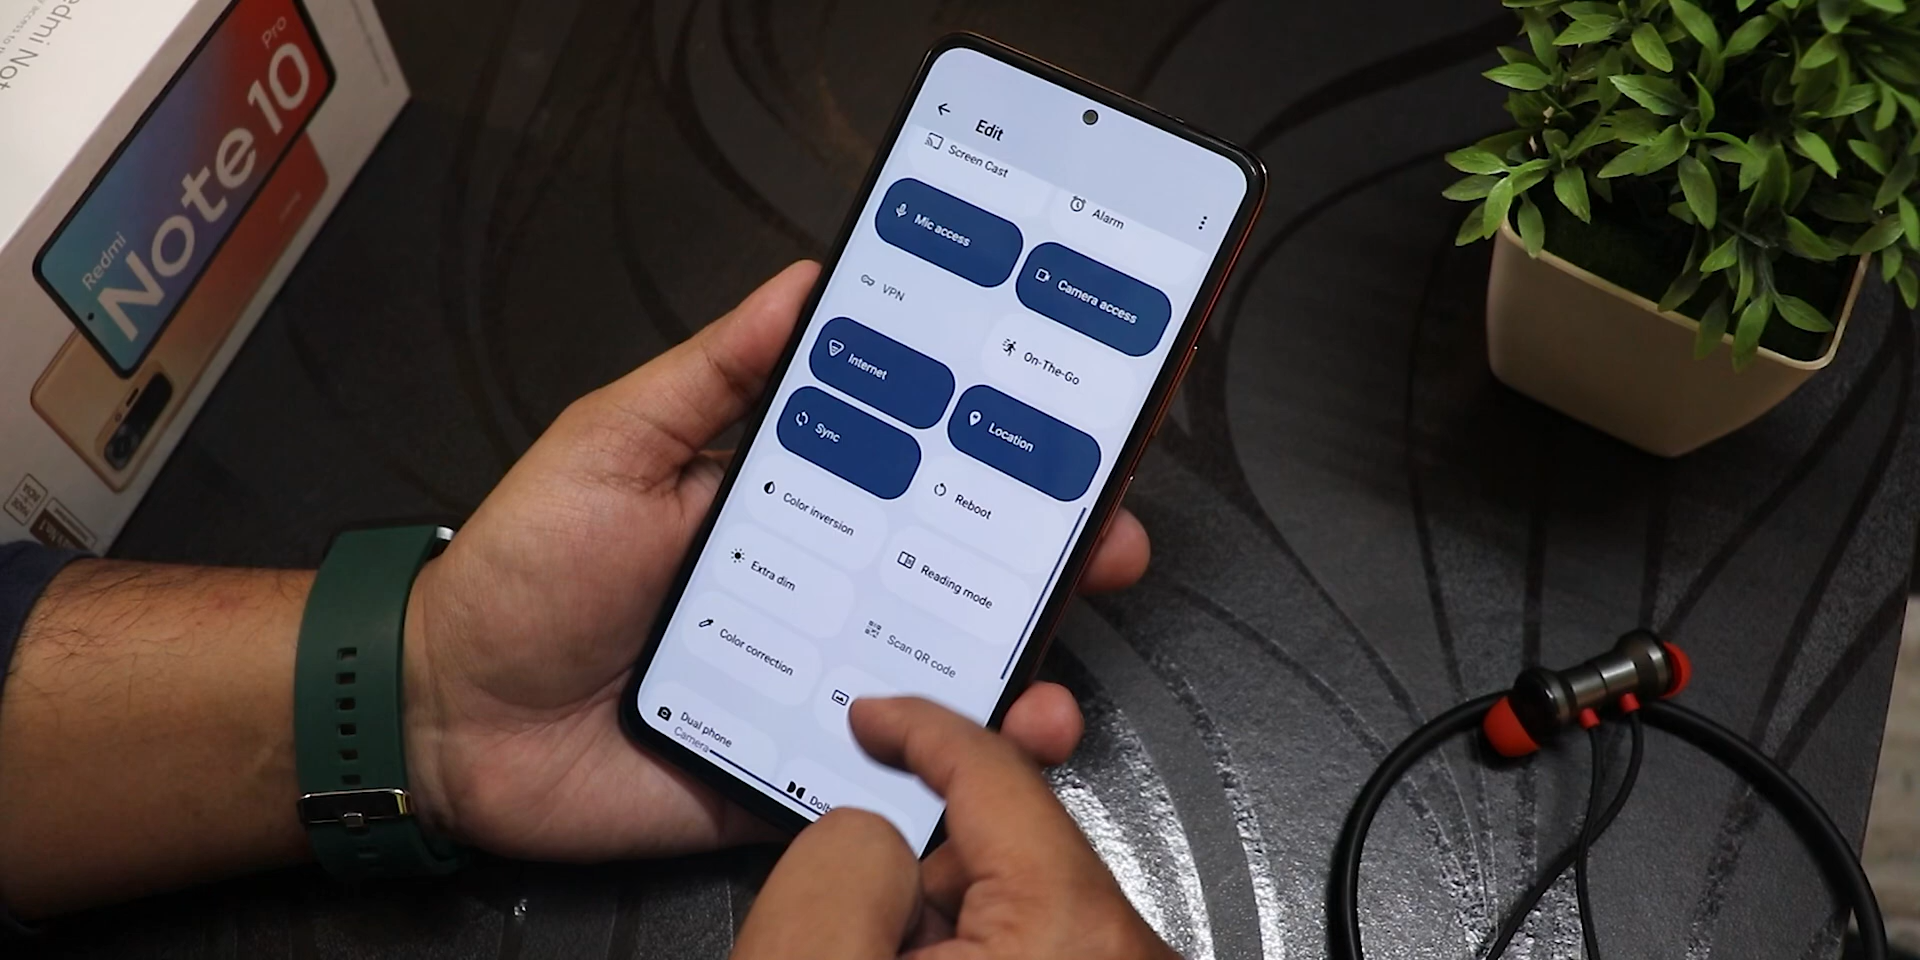 Redmi
Note 10
Pro
Edit
Screen Cast
Alarm
Mic access
Camera access
VPN
On-The-Go
Internet
Location
Sync
Reboot
Color inversion
Reading mode
Extra dim
Scan QR code
Color correction
Dual phone
Camera